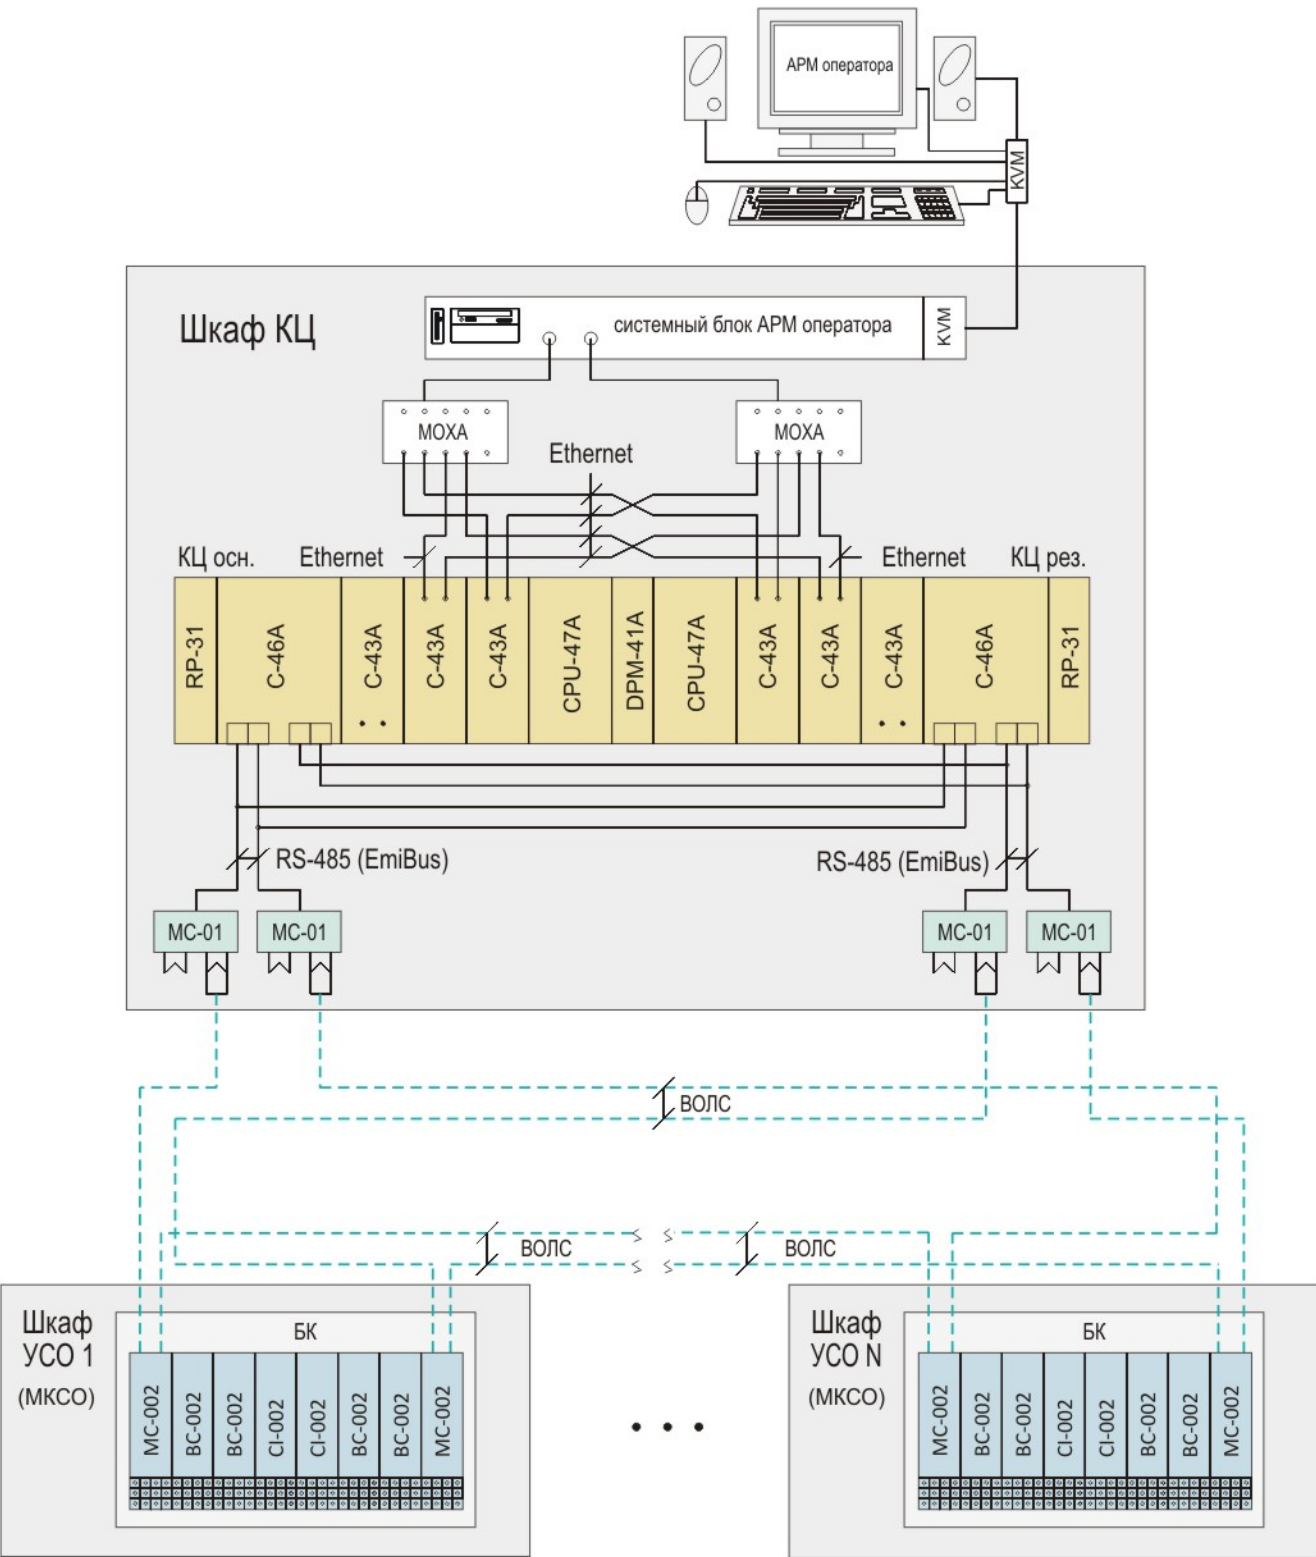 АРМ оператора
KVM
Шкаф КЦ
системный блок АРМ оператора
KVM
MOXA
MOXA
Ethernet
КЦ осн.
Ethernet
Ethernet
КЦ рез.
RP-31
C-46A
C-43A
C-43A
C-43A
CPU-47A
DPM-41A
CPU-47A
C-43A
C-43A
C-43A
C-46A
RP-31
RS-485 (EmiBus)
RS-485 (EmiBus)
MC-01
MC-01
MC-01
MC-01
ВОЛС
ВОЛС
ВОЛС
Шкаф
УСО 1
(МКСО)
БК
MC-002
BC-002
BC-002
CI-002
CI-002
BC-002
BC-002
MC-002
Шкаф
УСО N
(МКСО)
БК
MC-002
BC-002
BC-002
CI-002
CI-002
BC-002
BC-002
MC-002